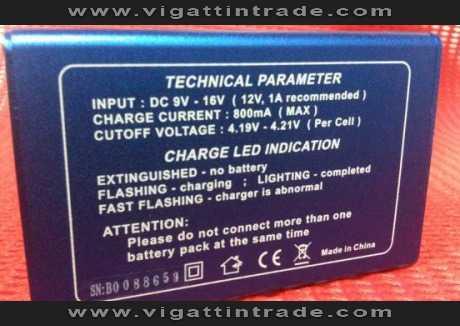 www.vigattintrade.com
TECHNICAL PARAMETER
INPUT : DC 9V - 16V ( 12V, 1A recommended )
CHARGE CURRENT : 800mA ( MAX )
CUTOFF VOLTAGE : 4.19V - 4.21V ( Per Cell )
CHARGE LED INDICATION
EXTINGUISHED - no battery
FLASHING - charging ; LIGHTING - completed
FAST FLASHING - charger is abnormal
ATTENTION:
Please do not connect more than one
battery pack at the same time
SN:B0088659
CE
Made in China
www.vigattintrade.com